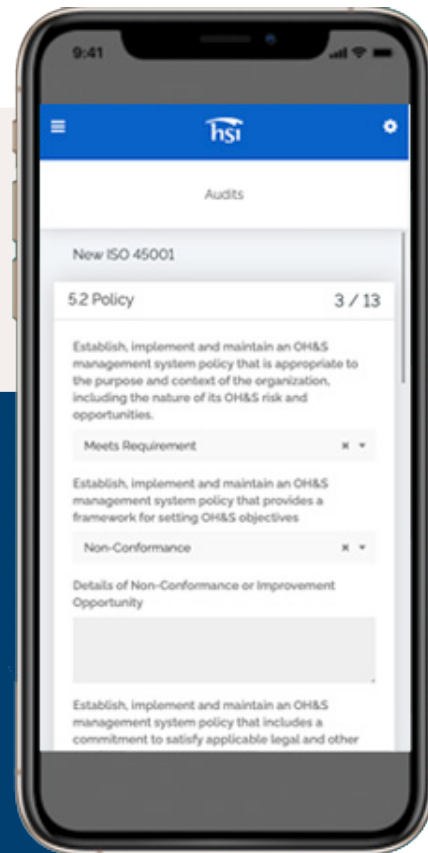 9:41
hsi
Audits
New ISO 45001
5.2 Policy 3 / 13
Establish, implement and maintain an OH&S
management system policy that is appropriate to
the purpose and context of the organization,
including the nature of its OH&S risk and
opportunities.
Meets Requirement
Establish, implement and maintain an OH&S
management system policy that provides a
framework for setting OH&S objectives
Non-Conformance
Details of Non-Conformance or Improvement
Opportunity
Establish, implement and maintain an OH&S
management system policy that includes a
commitment to satisfy applicable legal and other